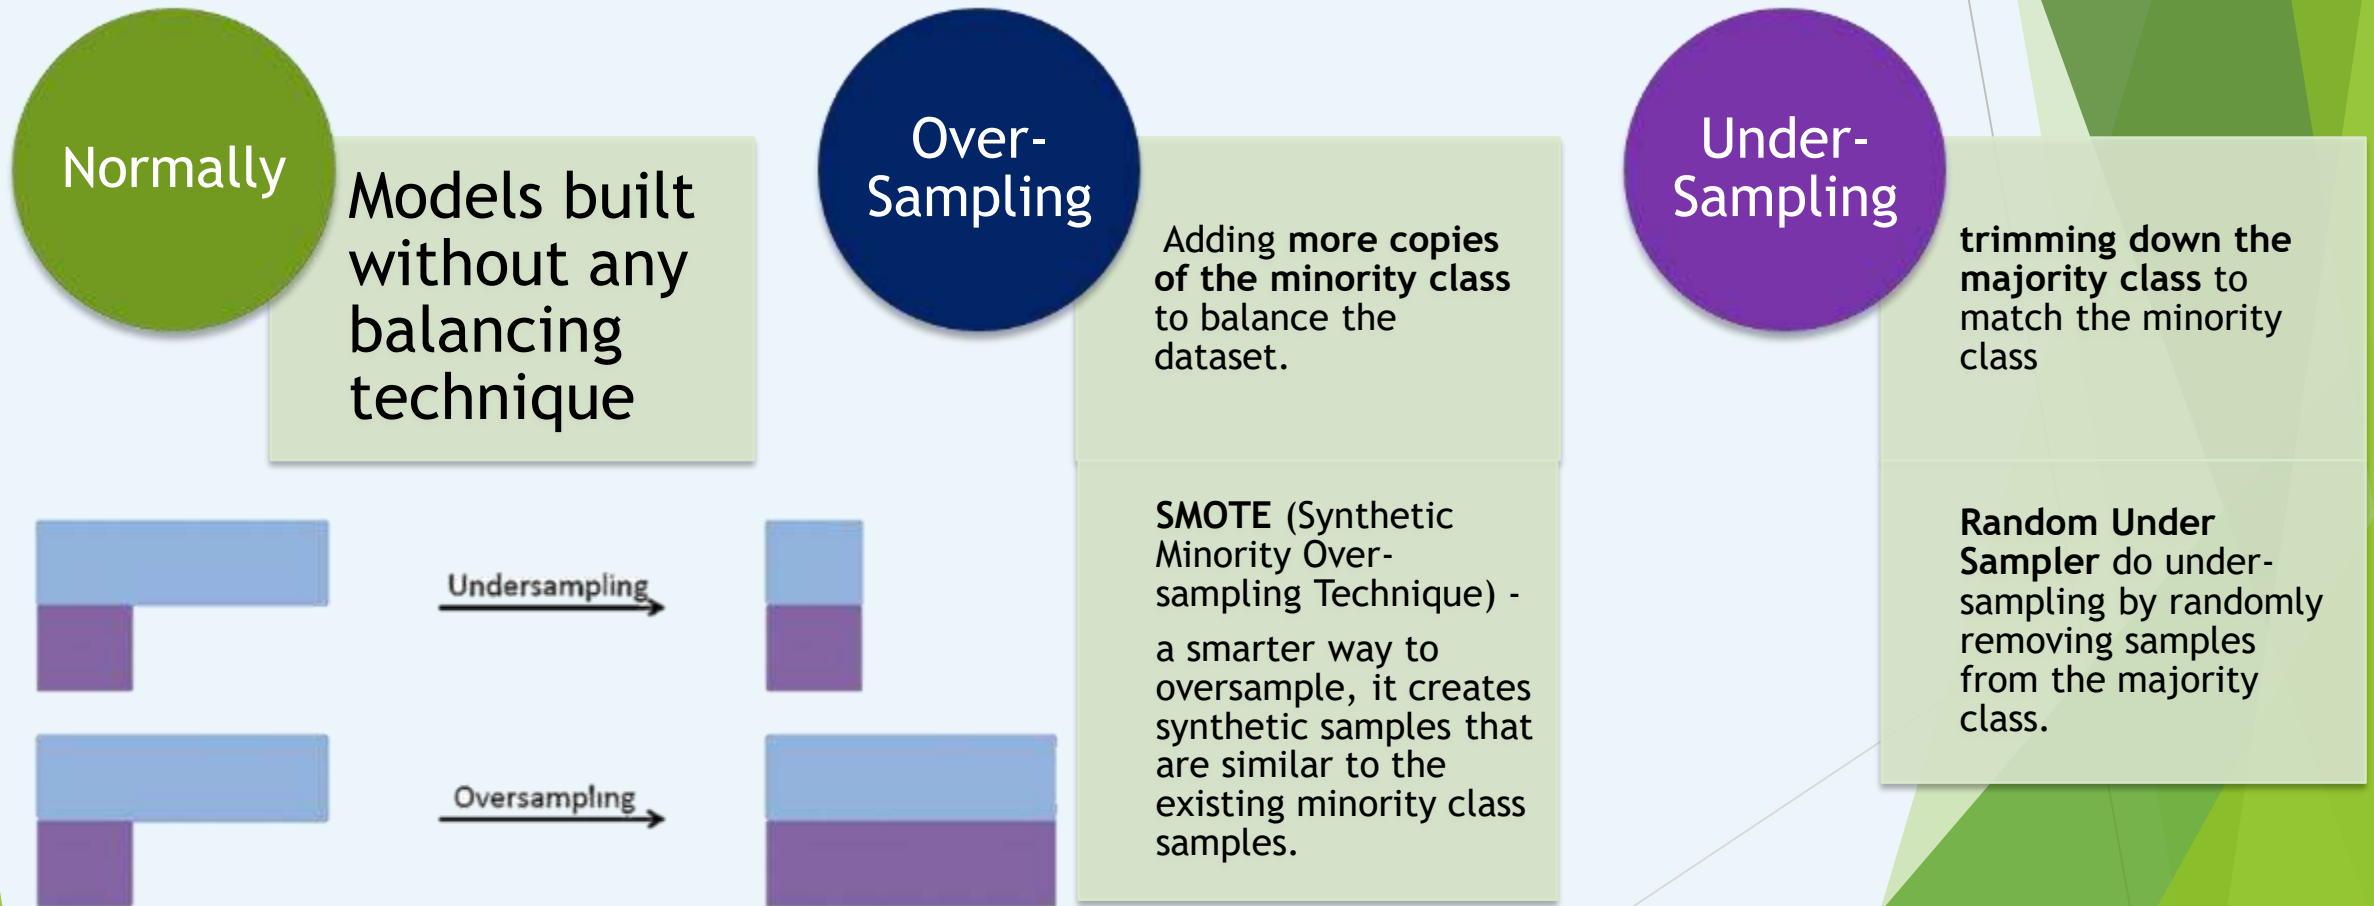 Normally
Models built
without any
balancing
technique
Over-
Sampling
Adding more copies
of the minority class
to balance the
dataset.
SMOTE (Synthetic
Minority Over-
sampling Technique) -
a smarter way to
oversample, it creates
synthetic samples that
are similar to the
existing minority class
samples.
Under-
Sampling
trimming down the
majority class to
match the minority
class
Random Under
Sampler do under-
sampling by randomly
removing samples
from the majority
class.
Undersampling
Oversampling